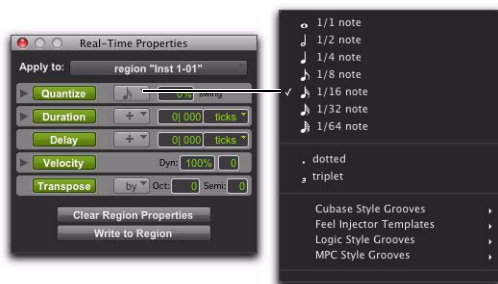 Real-Time Properties
Apply to: region "Inst 1-01"
Quantize 0% swing
Duration + 0| 000 ticks
Delay + 0| 000 ticks
Velocity Dyn: 100% 0
Transpose by Oct: 0 Semi: 0
Clear Region Properties
Write to Region
1/1 note
1/2 note
1/4 note
1/8 note
✓ 1/16 note
1/32 note
1/64 note
. dotted
3 triplet
Cubase Style Grooves
Feel Injector Templates
Logic Style Grooves
MPC Style Grooves